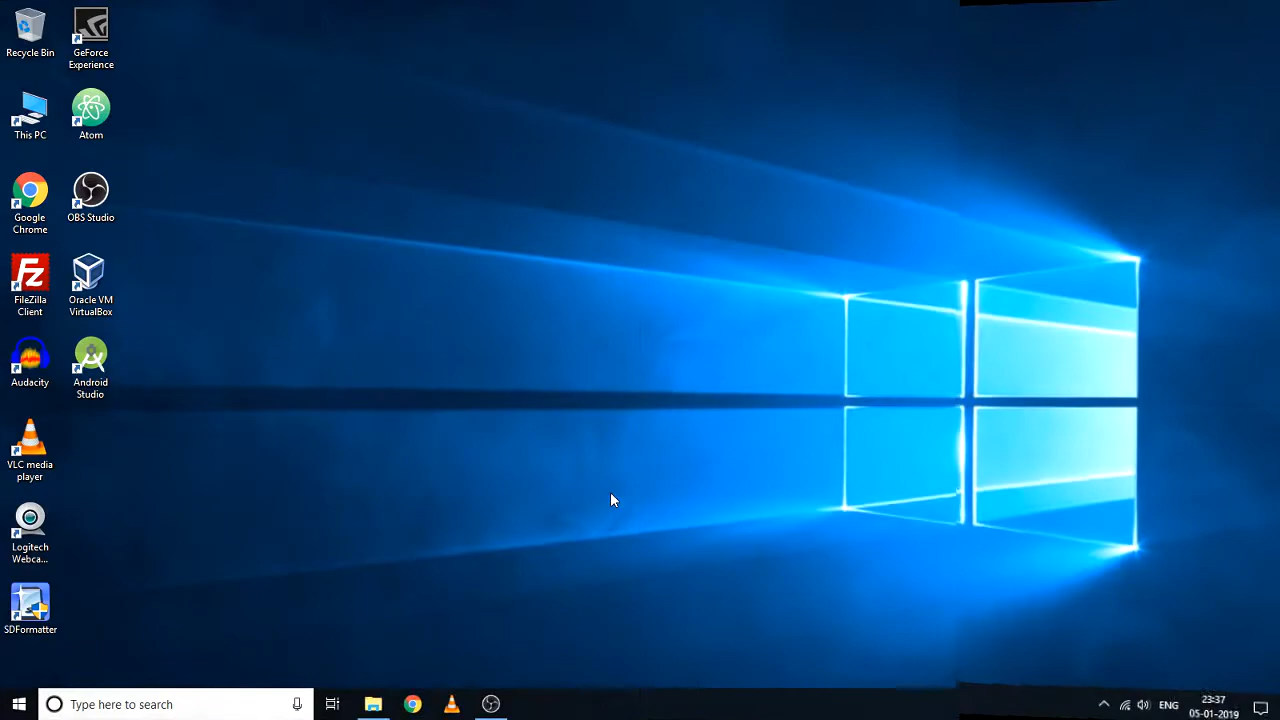 Recycle Bin
GeForce
Experience
This PC
Atom
Google
Chrome
OBS Studio
FileZilla
Client
Oracle VM
VirtualBox
Audacity
Android
Studio
VLC media
player
Logitech
Webca...
SDFormatter
Type here to search
ENG
23:37
05-01-2019